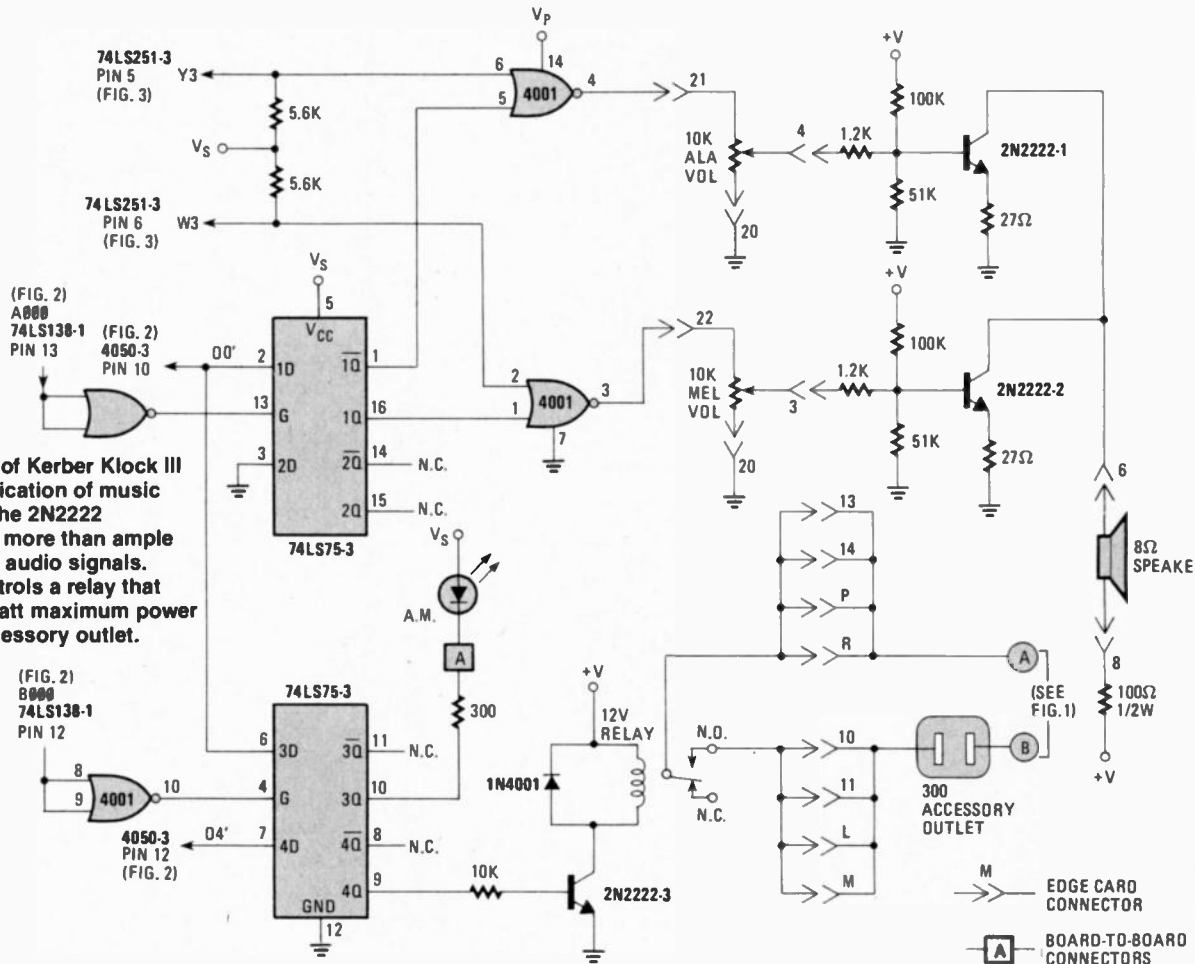 V_P
74LS251-3
PIN 5
(FIG. 3)
Y3
6
14
5
4001
4
21
5.6K
V_S
5.6K
74LS251-3
PIN 6
(FIG. 3)
W3
10K
ALA
VOL
4
1.2K
20
+V
100K
51K
2N2222-1
27Ω
(FIG. 2)
A000
74LS138-1
PIN 13
(FIG. 2)
4050-3
PIN 10
D0'
V_S
5
V_CC
2
1D
1Q̅
1
13
G
1Q
16
3
2D
2Q̅
14
N.C.
2Q
15
N.C.
74LS75-3
2
1
4001
3
7
22
10K
MEL
VOL
3
1.2K
20
+V
100K
51K
2N2222-2
27Ω
of Kerber Klock III
ication of music
he 2N2222
more than ample
audio signals.
trols a relay that
att maximum power
essory outlet.
V_S
A.M.
A
300
(FIG. 2)
B000
74LS138-1
PIN 12
8
9
4001
10
4050-3
PIN 12
(FIG. 2)
D4'
74LS75-3
6
3D
3Q̅
11
N.C.
4
G
3Q
10
7
4D
4Q̅
8
N.C.
4Q
9
GND
12
10K
2N2222-3
+V
12V
RELAY
1N4001
N.O.
N.C.
13
14
P
R
A
10
11
L
M
B
(SEE
FIG.1)
300
ACCESSORY
OUTLET
6
8Ω
SPEAKE
8
100Ω
1/2W
+V
M
EDGE CARD
CONNECTOR
A
BOARD-TO-BOARD
CONNECTORS